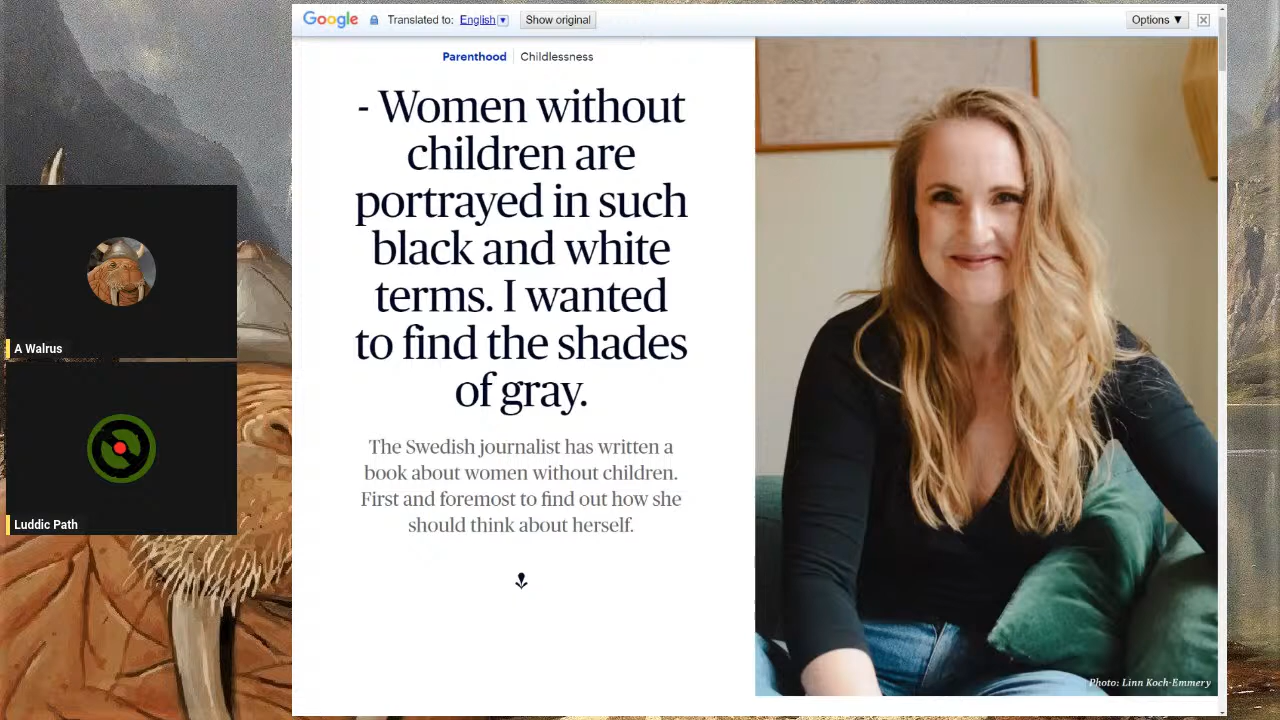 Google Translated to: English Show original Options ▼
Parenthood Childlessness
- Women without
children are
portrayed in such
black and white
terms. I wanted
to find the shades
of gray.
The Swedish journalist has written a
book about women without children.
First and foremost to find out how she
should think about herself.
Photo: Linn Koch-Emmery
A Walrus
Luddic Path